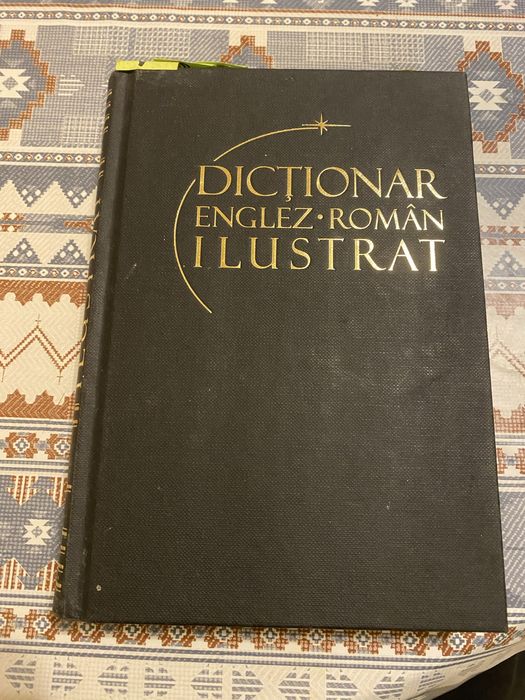 DICȚIONAR
ENGLEZ • ROMÂN
ILUSTRAT